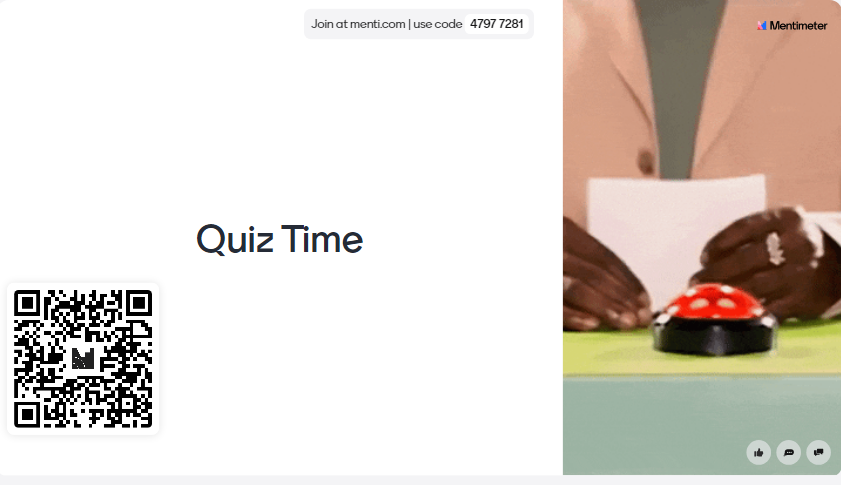 Join at menti.com | use code 4797 7281
Mentimeter
Quiz Time